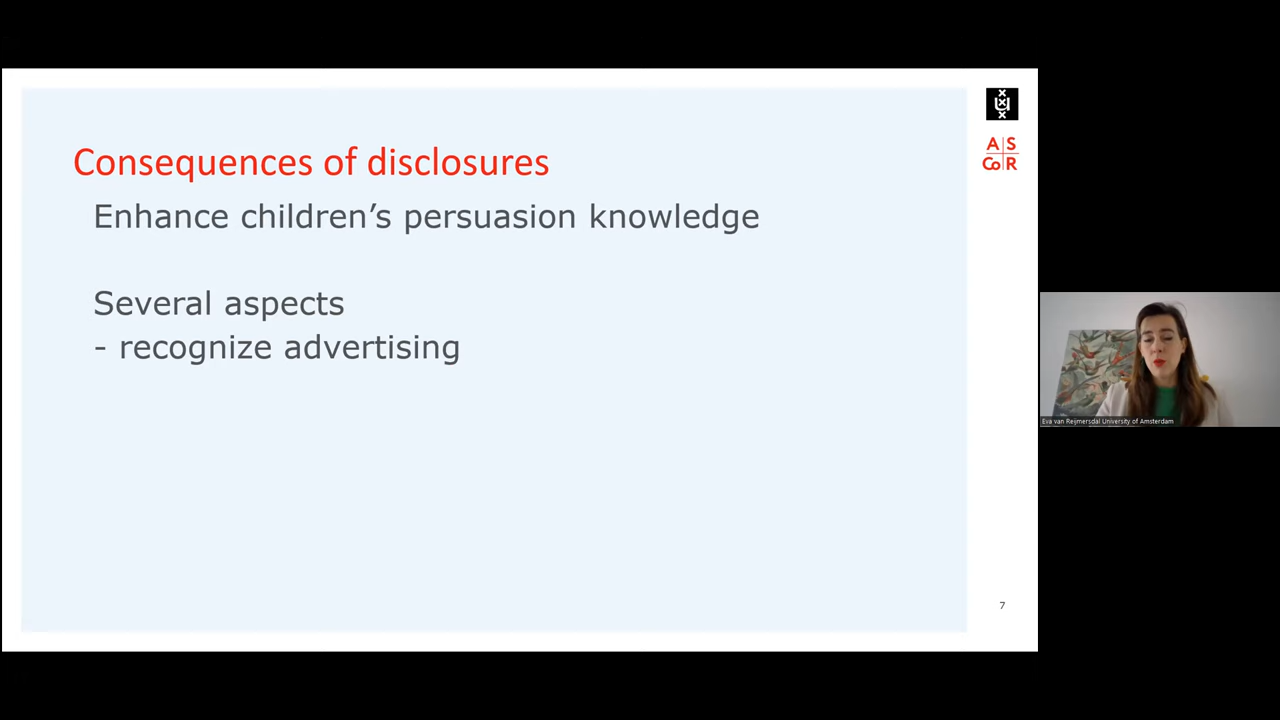 Consequences of disclosures
Enhance children’s persuasion knowledge
Several aspects
- recognize advertising
A S
Co R
7
Eva van Reijmersdal University of Amsterdam